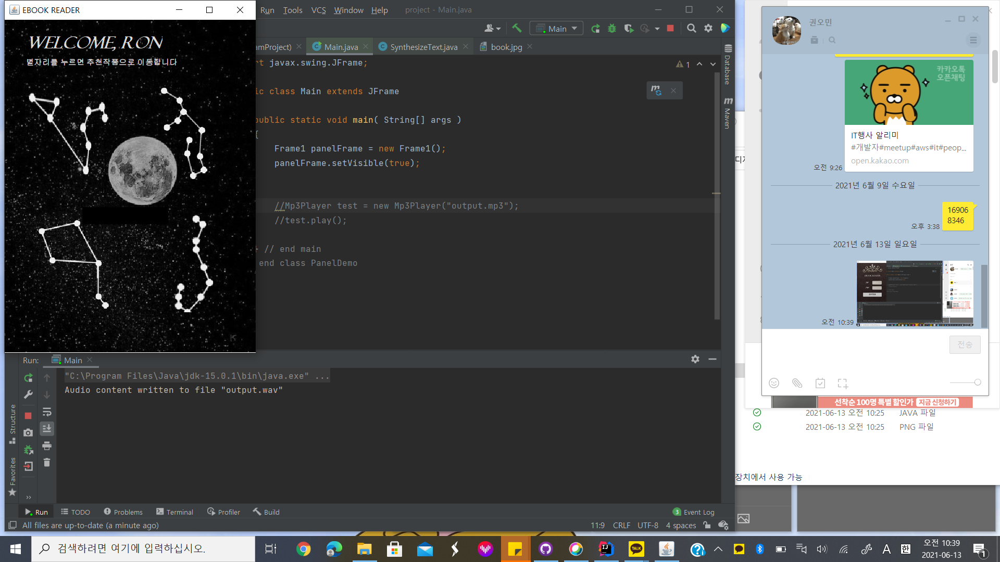 EBOOK READER
WELCOME, RON
별자리를 누르면 추천작품으로 이동합니다
Run Tools VCS Window Help project - Main.java
Main
amProject) Main.java SynthesizeText.java book.jpg
rt javax.swing.JFrame;
1
ic class Main extends JFrame
public static void main( String[] args )
{
Frame1 panelFrame = new Frame1();
panelFrame.setVisible(true);
//Mp3Player test = new Mp3Player("output.mp3");
//test.play();
} // end main
end class PanelDemo
Database
Maven
Run: Main
"C:\Program Files\Java\jdk-15.0.1\bin\java.exe" ...
Audio content written to file "output.wav"
Structure
Favorites
Run TODO Problems Terminal Profiler Build
3 Event Log
All files are up-to-date (a minute ago)
11:9 CRLF UTF-8 4 spaces
권오민
카카오톡
오픈채팅
IT행사 알리미
#개발자#meetup#aws#it#peop...
open.kakao.com
오전 9:26
2021년 6월 9일 수요일
16906
8346
오후 3:38
2021년 6월 13일 일요일
오전 10:39
전송
선착순 100명 특별 할인가 지금 신청하기
2021-06-13 오전 10:25 JAVA 파일
2021-06-13 오전 10:25 PNG 파일
장치에서 사용 가능
검색하려면 여기에 입력하십시오.
TALK
A 한
오전 10:39
2021-06-13
1